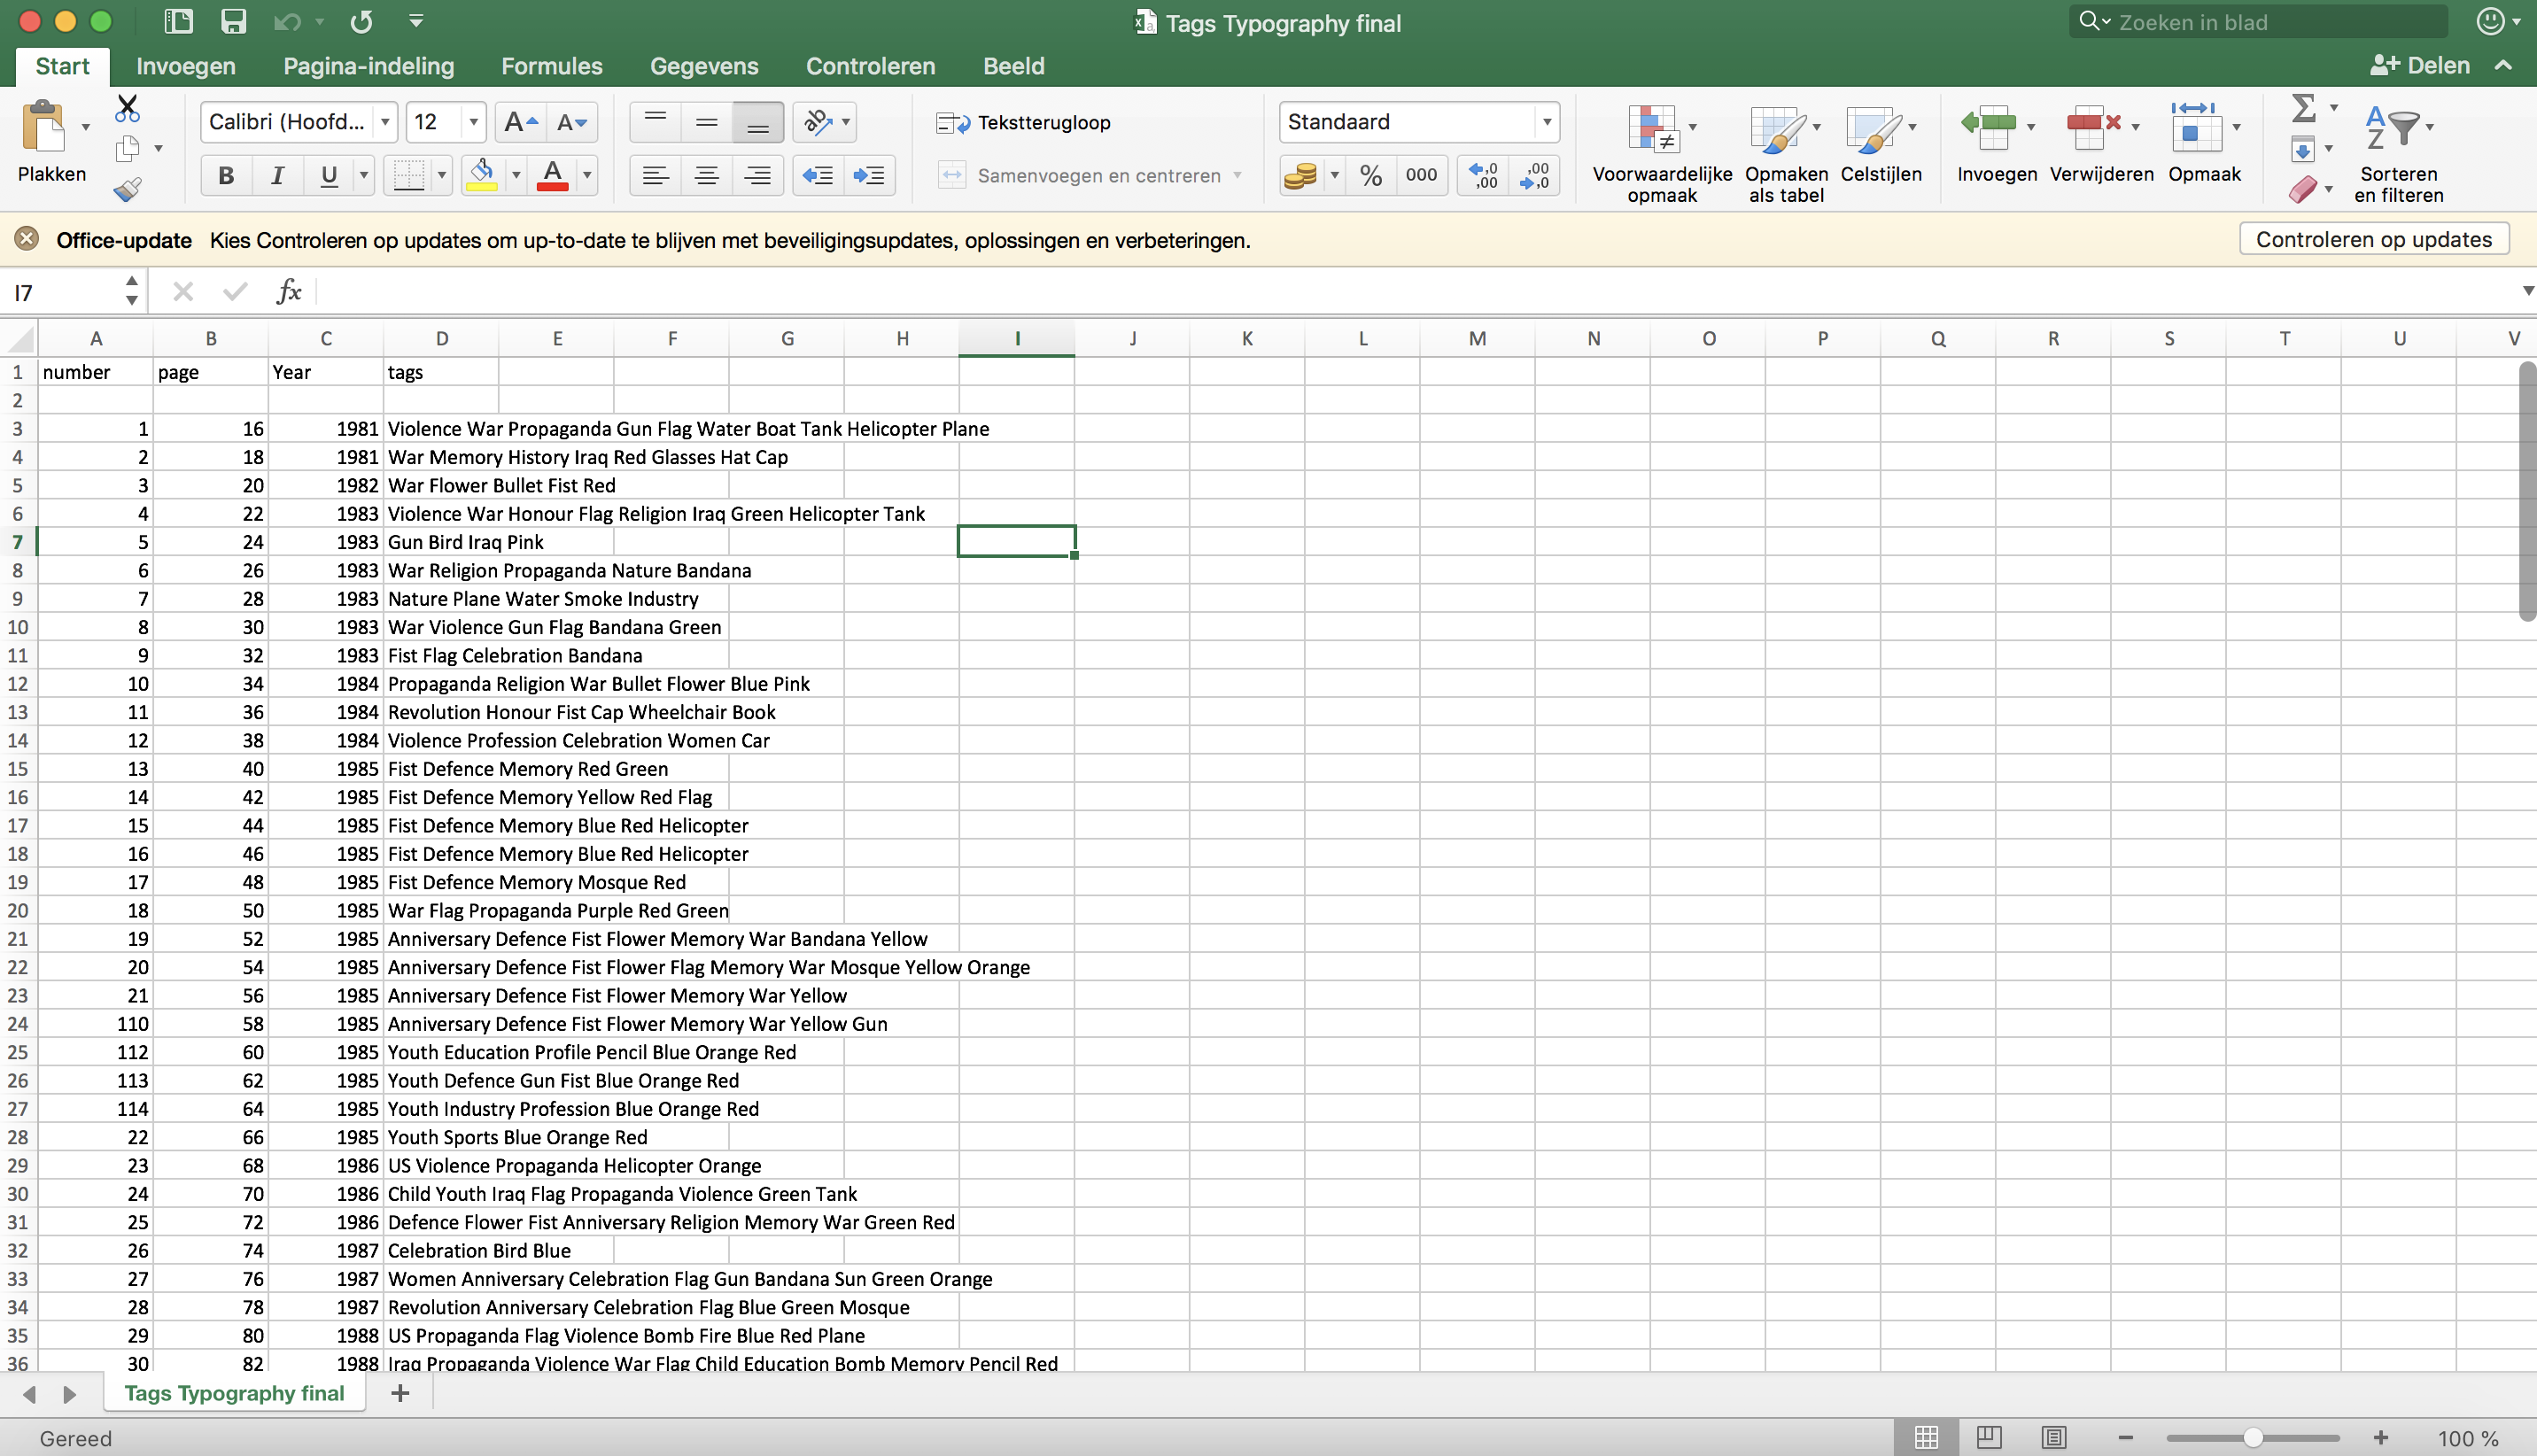 Tags Typography final
Zoeken in blad
Start Invoegen Pagina-indeling Formules Gegevens Controleren Beeld Delen
Plakken
Calibri (Hoofd... 12
Tekstterugloop
Samenvoegen en centreren
Standaard
Voorwaardelijke opmaak
Opmaken als tabel
Celstijlen
Invoegen
Verwijderen
Opmaak
Sorteren en filteren
Office-update Kies Controleren op updates om up-to-date te blijven met beveiligingsupdates, oplossingen en verbeteringen. Controleren op updates
I7 fx
A B C D E F G H I J K L M N O P Q R S T U V
1 number page Year tags
2
3 1 16 1981 Violence War Propaganda Gun Flag Water Boat Tank Helicopter Plane
4 2 18 1981 War Memory History Iraq Red Glasses Hat Cap
5 3 20 1982 War Flower Bullet Fist Red
6 4 22 1983 Violence War Honour Flag Religion Iraq Green Helicopter Tank
7 5 24 1983 Gun Bird Iraq Pink
8 6 26 1983 War Religion Propaganda Nature Bandana
9 7 28 1983 Nature Plane Water Smoke Industry
10 8 30 1983 War Violence Gun Flag Bandana Green
11 9 32 1983 Fist Flag Celebration Bandana
12 10 34 1984 Propaganda Religion War Bullet Flower Blue Pink
13 11 36 1984 Revolution Honour Fist Cap Wheelchair Book
14 12 38 1984 Violence Profession Celebration Women Car
15 13 40 1985 Fist Defence Memory Red Green
16 14 42 1985 Fist Defence Memory Yellow Red Flag
17 15 44 1985 Fist Defence Memory Blue Red Helicopter
18 16 46 1985 Fist Defence Memory Blue Red Helicopter
19 17 48 1985 Fist Defence Memory Mosque Red
20 18 50 1985 War Flag Propaganda Purple Red Green
21 19 52 1985 Anniversary Defence Fist Flower Memory War Bandana Yellow
22 20 54 1985 Anniversary Defence Fist Flower Flag Memory War Mosque Yellow Orange
23 21 56 1985 Anniversary Defence Fist Flower Memory War Yellow
24 110 58 1985 Anniversary Defence Fist Flower Memory War Yellow Gun
25 112 60 1985 Youth Education Profile Pencil Blue Orange Red
26 113 62 1985 Youth Defence Gun Fist Blue Orange Red
27 114 64 1985 Youth Industry Profession Blue Orange Red
28 22 66 1985 Youth Sports Blue Orange Red
29 23 68 1986 US Violence Propaganda Helicopter Orange
30 24 70 1986 Child Youth Iraq Flag Propaganda Violence Green Tank
31 25 72 1986 Defence Flower Fist Anniversary Religion Memory War Green Red
32 26 74 1987 Celebration Bird Blue
33 27 76 1987 Women Anniversary Celebration Flag Gun Bandana Sun Green Orange
34 28 78 1987 Revolution Anniversary Celebration Flag Blue Green Mosque
35 29 80 1988 US Propaganda Flag Violence Bomb Fire Blue Red Plane
36 30 82 1988 Iraq Propaganda Violence War Flag Child Education Bomb Memory Pencil Red
Tags Typography final
Gereed 100 %